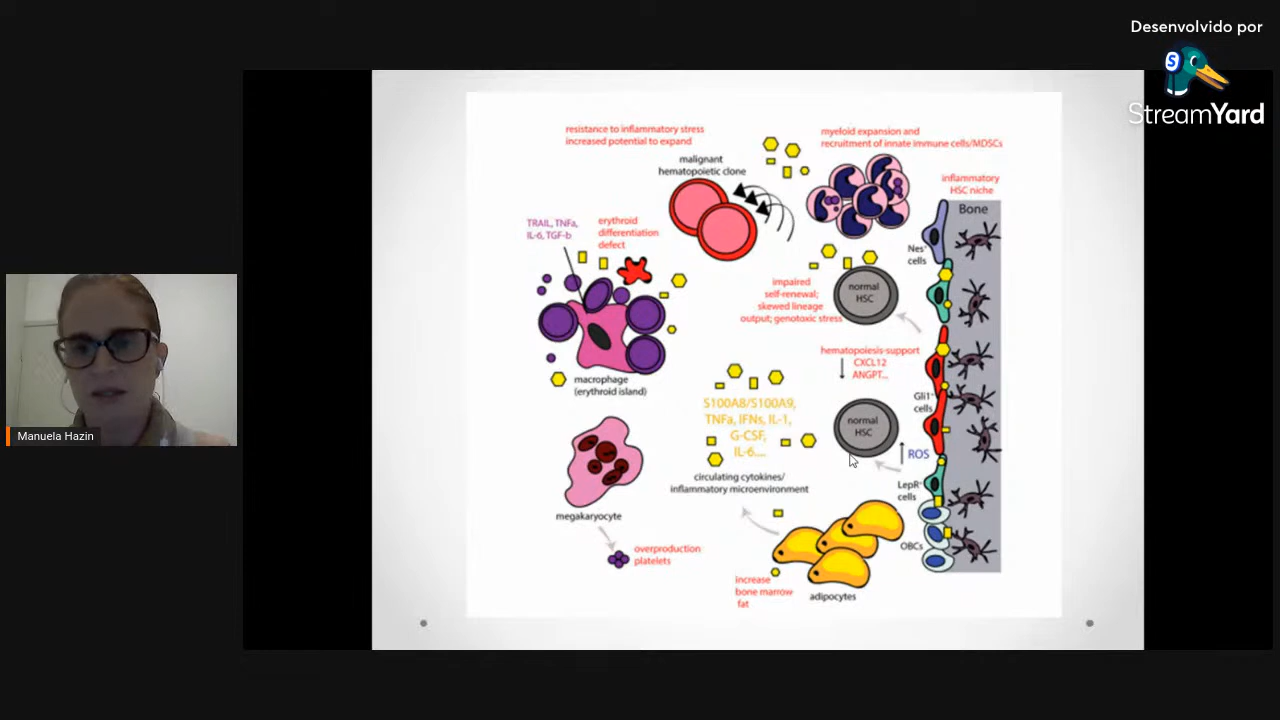 Desenvolvido por
StreamYard
resistance to inflammatory stress
increased potential to expand
myeloid expansion and
recruitment of innate immune cells/MDSCs
malignant
hematopoietic clone
inflammatory
HSC niche
Bone
TRAIL, TNFa,
IL-6, TGF-b
erythroid
differentiation
defect
Nes+
cells
impaired
self-renewal;
skewed lineage
output; genotoxic stress
normal
HSC
hematopoiesis-support
CXCL12
ANGPT...
macrophage
(erythroid island)
S100A8/S100A9,
TNFa, IFNs, IL-1,
G-CSF,
IL-6....
Gli1+
cells
normal
HSC
ROS
circulating cytokines/
inflammatory microenvironment
LepR+
cells
megakaryocyte
overproduction
platelets
OBCs
increase
bone marrow
fat
adipocytes
Manuela Hazin
S